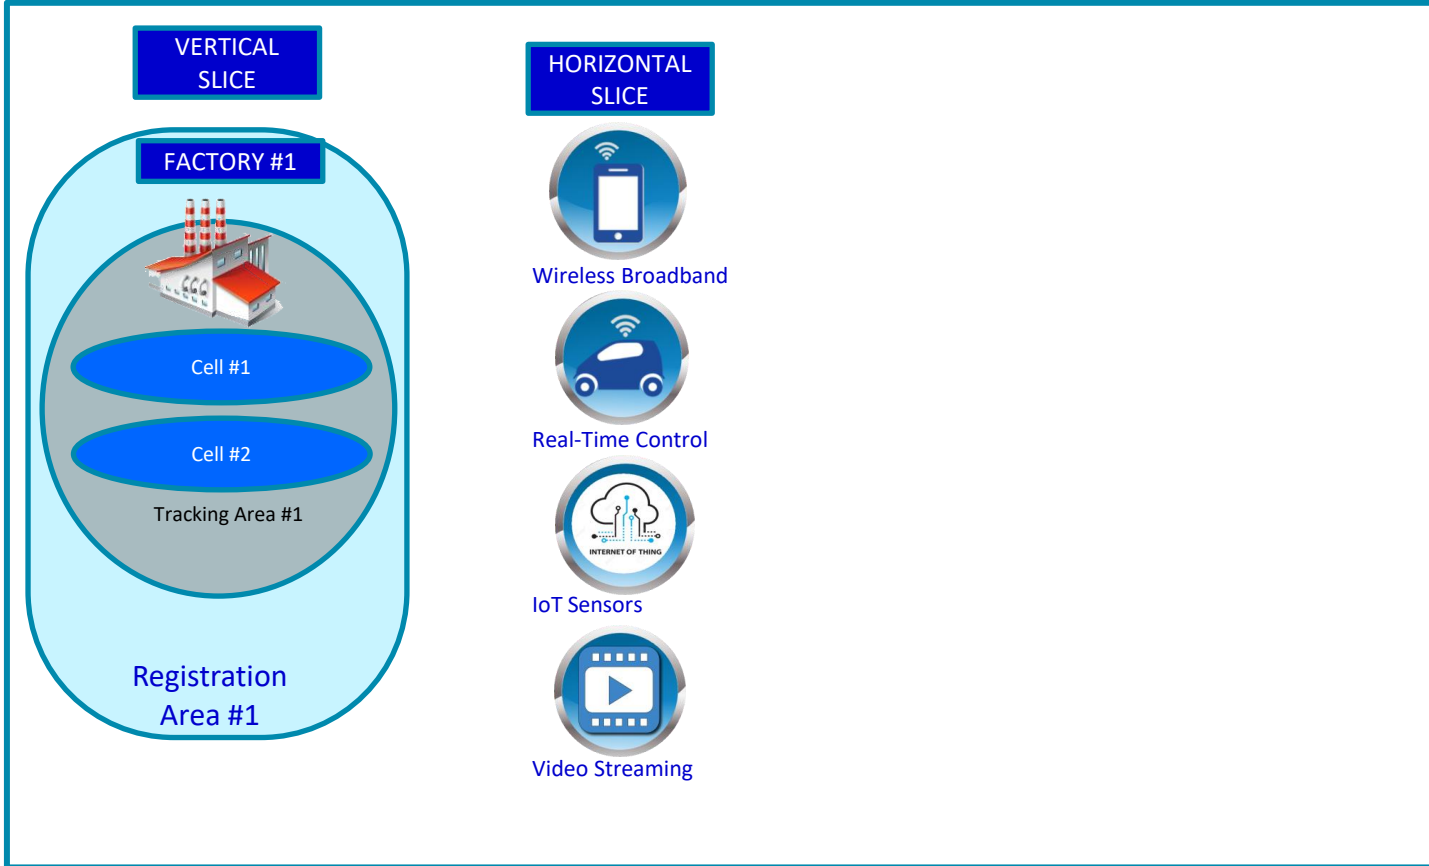 VERTICAL
SLICE
FACTORY #1
Cell #1
Cell #2
Tracking Area #1
Registration
Area #1
HORIZONTAL
SLICE
Wireless Broadband
Real-Time Control
INTERNET OF THING
IoT Sensors
Video Streaming